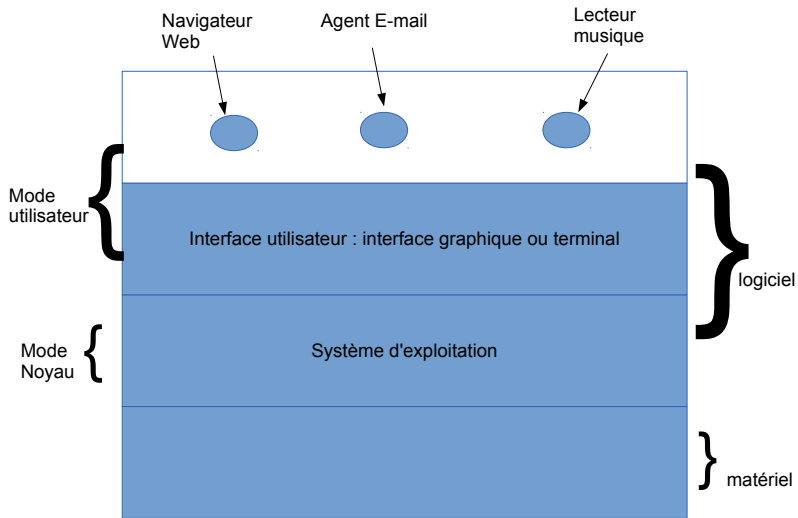 Navigateur
Web
Agent E-mail
Lecteur
musique
Mode
utilisateur
Interface utilisateur : interface graphique ou terminal
logiciel
Mode
Noyau
Système d'exploitation
matériel